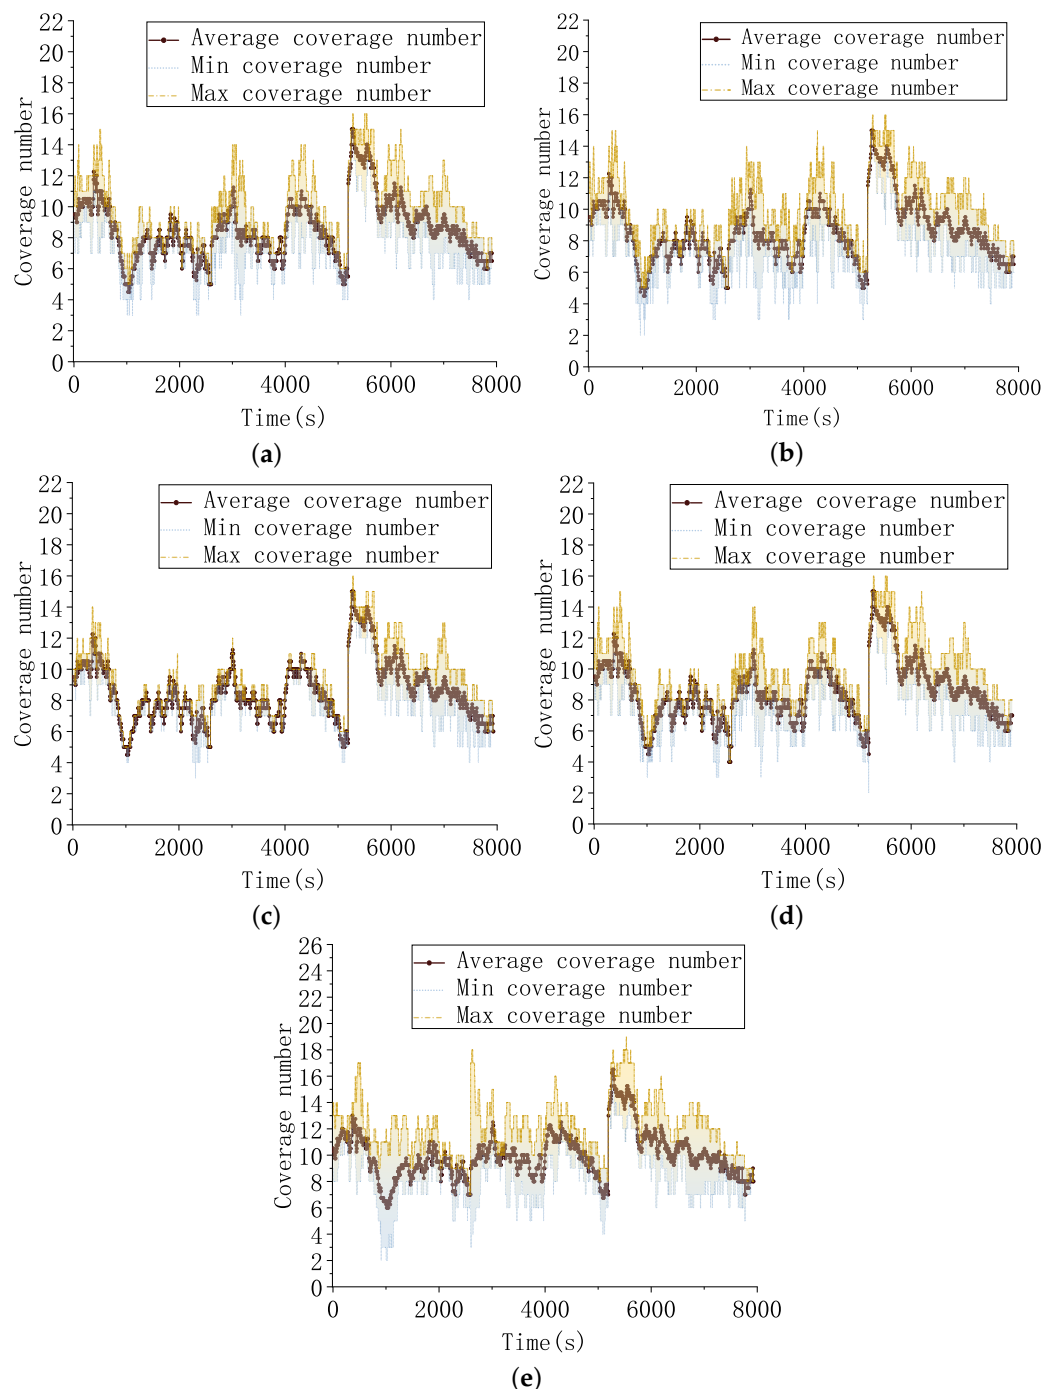 22
20
18
16
14
12
10
8
6
4
2
0
Coverage number
Average coverage number
Min coverage number
Max coverage number
0 2000 4000 6000 8000
Time(s)
(a)
22
20
18
16
14
12
10
8
6
4
2
0
Coverage number
Average coverage number
Min coverage number
Max coverage number
0 2000 4000 6000 8000
Time(s)
(b)
22
20
18
16
14
12
10
8
6
4
2
0
Coverage number
Average coverage number
Min coverage number
Max coverage number
0 2000 4000 6000 8000
Time(s)
(c)
22
20
18
16
14
12
10
8
6
4
2
0
Coverage number
Average coverage number
Min coverage number
Max coverage number
0 2000 4000 6000 8000
Time(s)
(d)
26
24
22
20
18
16
14
12
10
8
6
4
2
0
Coverage number
Average coverage number
Min coverage number
Max coverage number
0 2000 4000 6000 8000
Time(s)
(e)